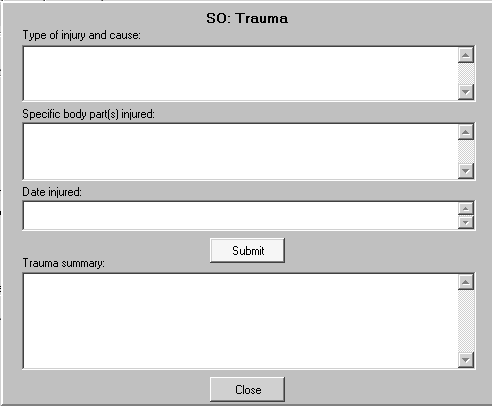 SO: Trauma
Type of injury and cause:
Specific body part(s) injured:
Date injured:
Submit
Trauma summary:
Close